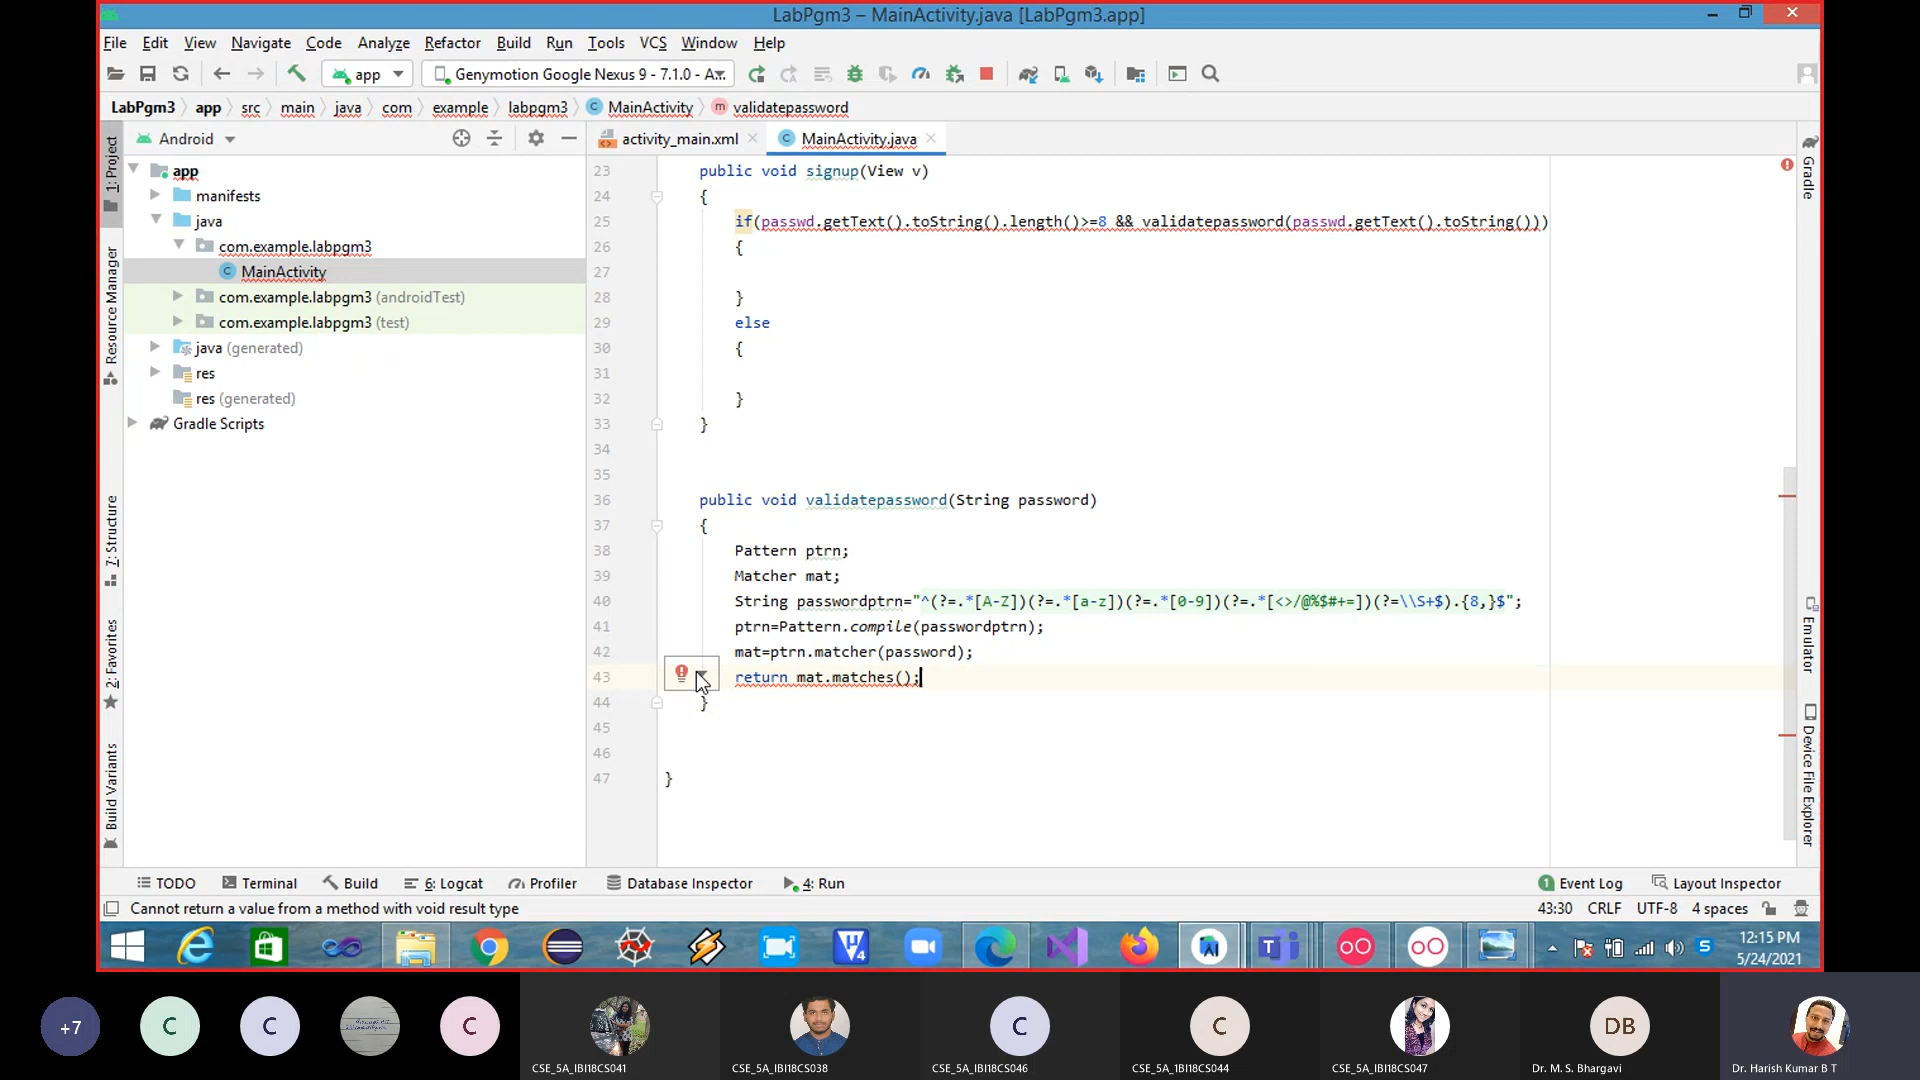 LabPgm3 – MainActivity.java [LabPgm3.app]
File Edit View Navigate Code Analyze Refactor Build Run Tools VCS Window Help
app Genymotion Google Nexus 9 - 7.1.0 - A
LabPgm3 app src main java com example labpgm3 MainActivity validatepassword
Android
activity_main.xml MainActivity.java
1: Project
Resource Manager
7: Structure
2: Favorites
Build Variants
app
manifests
java
com.example.labpgm3
MainActivity
com.example.labpgm3 (androidTest)
com.example.labpgm3 (test)
java (generated)
res
res (generated)
Gradle Scripts
23 public void signup(View v)
24 {
25 if(passwd.getText().toString().length()>=8 && validatepassword(passwd.getText().toString()))
26 {
27
28 }
29 else
30 {
31
32 }
33 }
34
35
36 public void validatepassword(String password)
37 {
38 Pattern ptrn;
39 Matcher mat;
40 String passwordptrn="^(?=.*[A-Z])(?=.*[a-z])(?=.*[0-9])(?=.*[<>/@%$#+=])(?=\\S+$).{8,}$";
41 ptrn=Pattern.compile(passwordptrn);
42 mat=ptrn.matcher(password);
43 return mat.matches();
44 }
45
46
47 }
Gradle
Emulator
Device File Explorer
TODO Terminal Build 6: Logcat Profiler Database Inspector 4: Run 1 Event Log Layout Inspector
Cannot return a value from a method with void result type 43:30 CRLF UTF-8 4 spaces
12:15 PM
5/24/2021
+7 C C C C C DB
CSE_5A_IBI18CS041 CSE_5A_IBI18CS038 CSE_5A_IBI18CS046 CSE_5A_1BI18CS044 CSE_5A_IBI18CS047 Dr. M. S. Bhargavi Dr. Harish Kumar B T